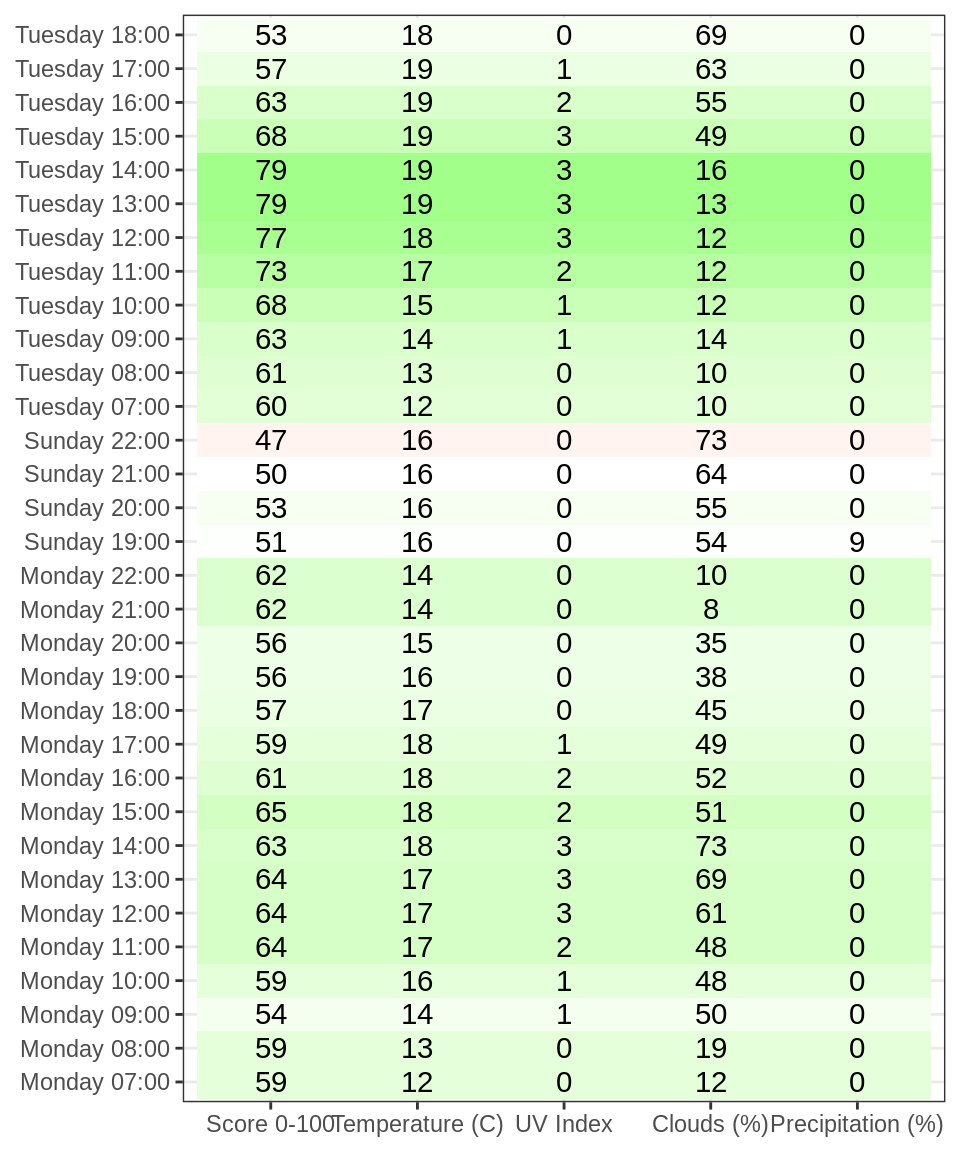 Tuesday 18:00 53 18 0 69 0
Tuesday 17:00 57 19 1 63 0
Tuesday 16:00 63 19 2 55 0
Tuesday 15:00 68 19 3 49 0
Tuesday 14:00 79 19 3 16 0
Tuesday 13:00 79 19 3 13 0
Tuesday 12:00 77 18 3 12 0
Tuesday 11:00 73 17 2 12 0
Tuesday 10:00 68 15 1 12 0
Tuesday 09:00 63 14 1 14 0
Tuesday 08:00 61 13 0 10 0
Tuesday 07:00 60 12 0 10 0
Sunday 22:00 47 16 0 73 0
Sunday 21:00 50 16 0 64 0
Sunday 20:00 53 16 0 55 0
Sunday 19:00 51 16 0 54 9
Monday 22:00 62 14 0 10 0
Monday 21:00 62 14 0 8 0
Monday 20:00 56 15 0 35 0
Monday 19:00 56 16 0 38 0
Monday 18:00 57 17 0 45 0
Monday 17:00 59 18 1 49 0
Monday 16:00 61 18 2 52 0
Monday 15:00 65 18 2 51 0
Monday 14:00 63 18 3 73 0
Monday 13:00 64 17 3 69 0
Monday 12:00 64 17 3 61 0
Monday 11:00 64 17 2 48 0
Monday 10:00 59 16 1 48 0
Monday 09:00 54 14 1 50 0
Monday 08:00 59 13 0 19 0
Monday 07:00 59 12 0 12 0
Score 0-100 Temperature (C) UV Index Clouds (%) Precipitation (%)